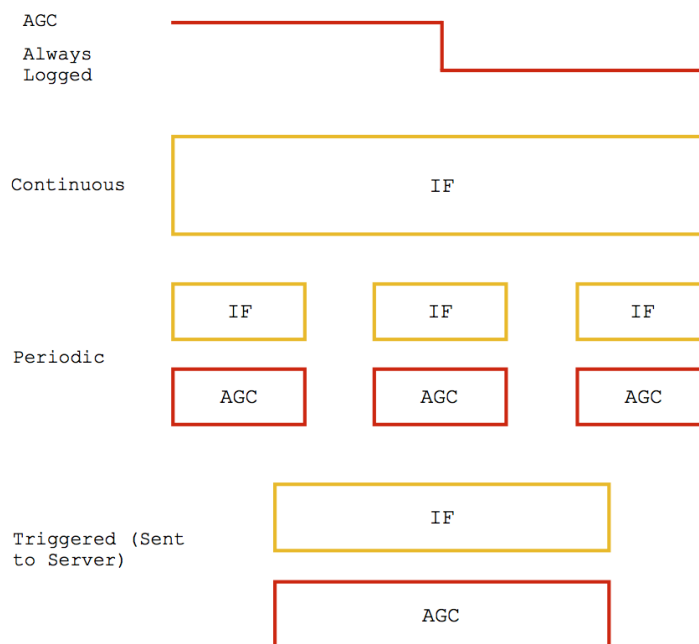 AGC
Always
Logged
Continuous
IF
IF
IF
IF
Periodic
AGC
AGC
AGC
IF
Triggered (Sent
to Server)
AGC